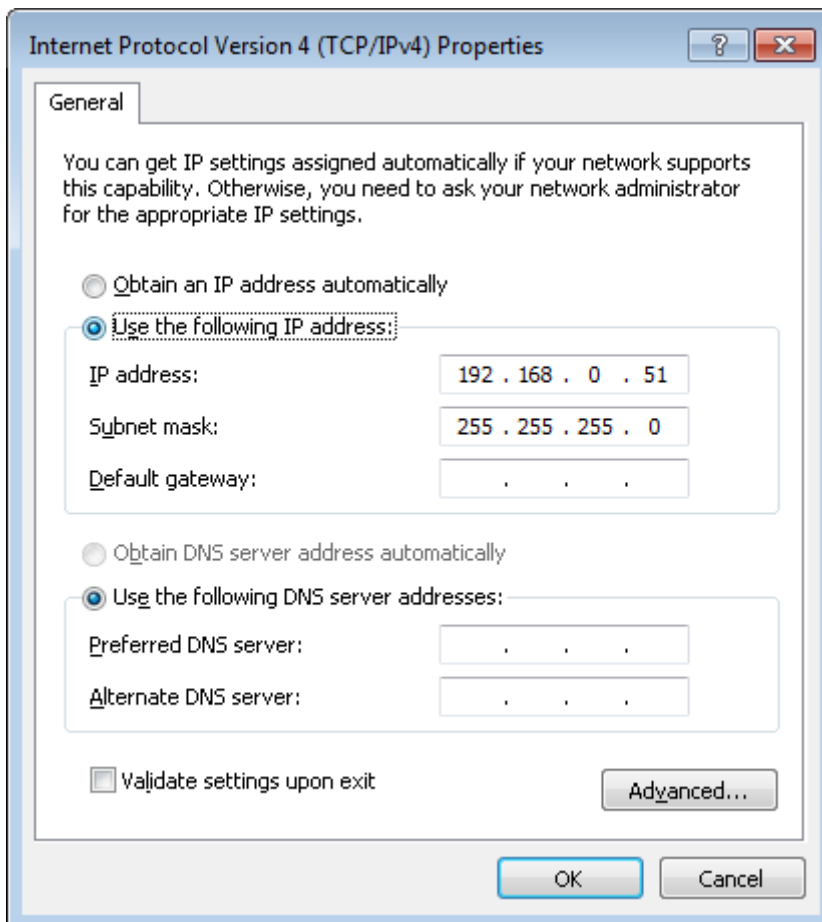 Internet Protocol Version 4 (TCP/IPv4) Properties
General
You can get IP settings assigned automatically if your network supports
this capability. Otherwise, you need to ask your network administrator
for the appropriate IP settings.
Obtain an IP address automatically
Use the following IP address:
IP address: 192 . 168 . 0 . 51
Subnet mask: 255 . 255 . 255 . 0
Default gateway: . . .
Obtain DNS server address automatically
Use the following DNS server addresses:
Preferred DNS server: . . .
Alternate DNS server: . . .
Validate settings upon exit
Advanced...
OK Cancel